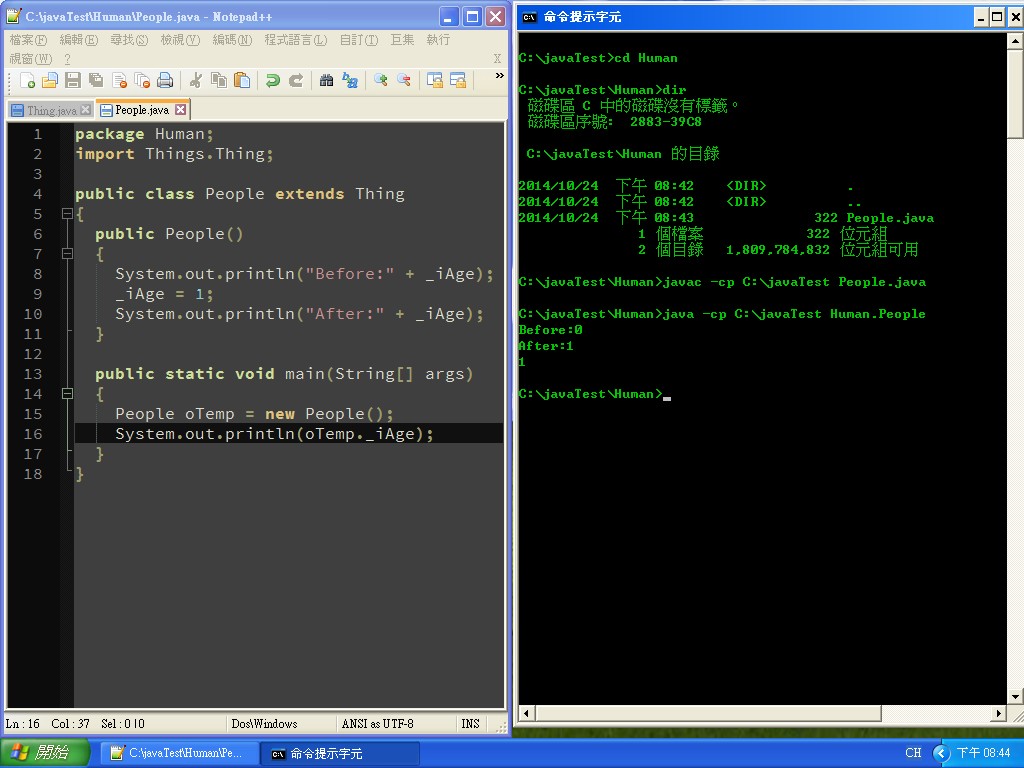 C:\javaTest\Human\People.java - Notepad++
檔案(F) 編輯(E) 尋找(S) 檢視(V) 編碼(N) 程式語言(L) 自訂(T) 巨集 執行
視窗(W) ? X
Thing.java People.java
1 package Human;
2 import Things.Thing;
3
4 public class People extends Thing
5 {
6 public People()
7 {
8 System.out.println("Before:" + _iAge);
9 _iAge = 1;
10 System.out.println("After:" + _iAge);
11 }
12
13 public static void main(String[] args)
14 {
15 People oTemp = new People();
16 System.out.println(oTemp._iAge);
17 }
18 }
Ln : 16 Col : 37 Sel : 0 | 0 Dos\Windows ANSI as UTF-8 INS
命令提示字元
C:\javaTest>cd Human
C:\javaTest\Human>dir
磁碟區 C 中的磁碟沒有標籤。
磁碟區序號: 2883-39C8
C:\javaTest\Human 的目錄
2014/10/24 下午 08:42 <DIR> .
2014/10/24 下午 08:42 <DIR> ..
2014/10/24 下午 08:43 322 People.java
1 個檔案 322 位元組
2 個目錄 1,809,784,832 位元組可用
C:\javaTest\Human>javac -cp C:\javaTest People.java
C:\javaTest\Human>java -cp C:\javaTest Human.People
Before:0
After:1
1
C:\javaTest\Human>
開始 C:\javaTest\Human\Pe... 命令提示字元 CH 下午 08:44